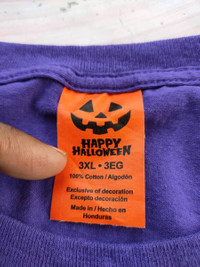 HAPPY
HALLOWEEN
3XL • 3EG
100% Cotton / Algodón
Exclusive of decoration
Excepto decoración
Made in / Hecho en
Honduras